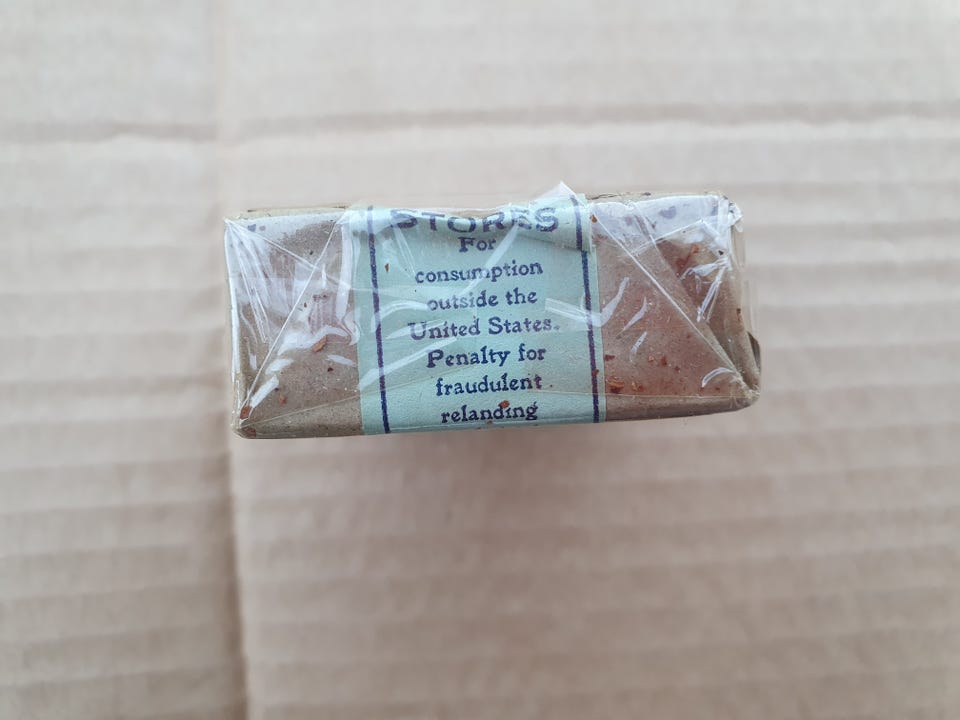 STORES
For
consumption
outside the
United States.
Penalty for
fraudulent
relanding